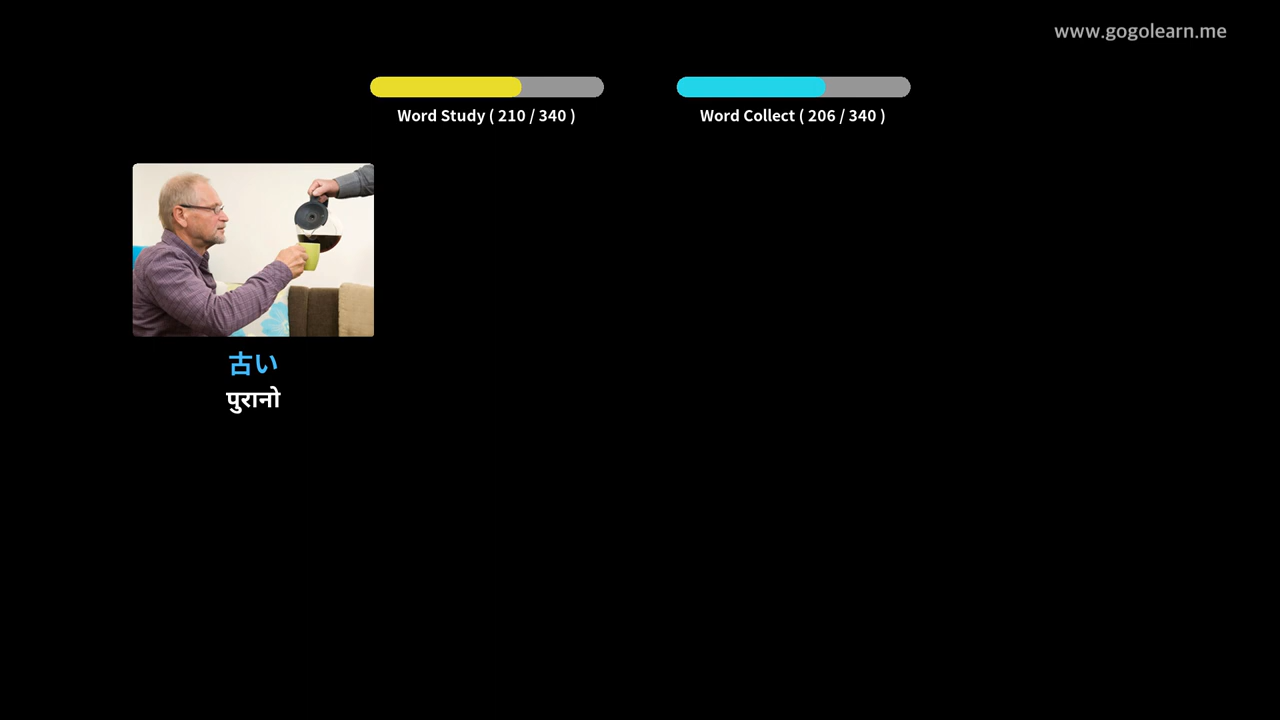 www.gogolearn.me
Word Study ( 210 / 340 )
Word Collect ( 206 / 340 )
古い
पुरानो